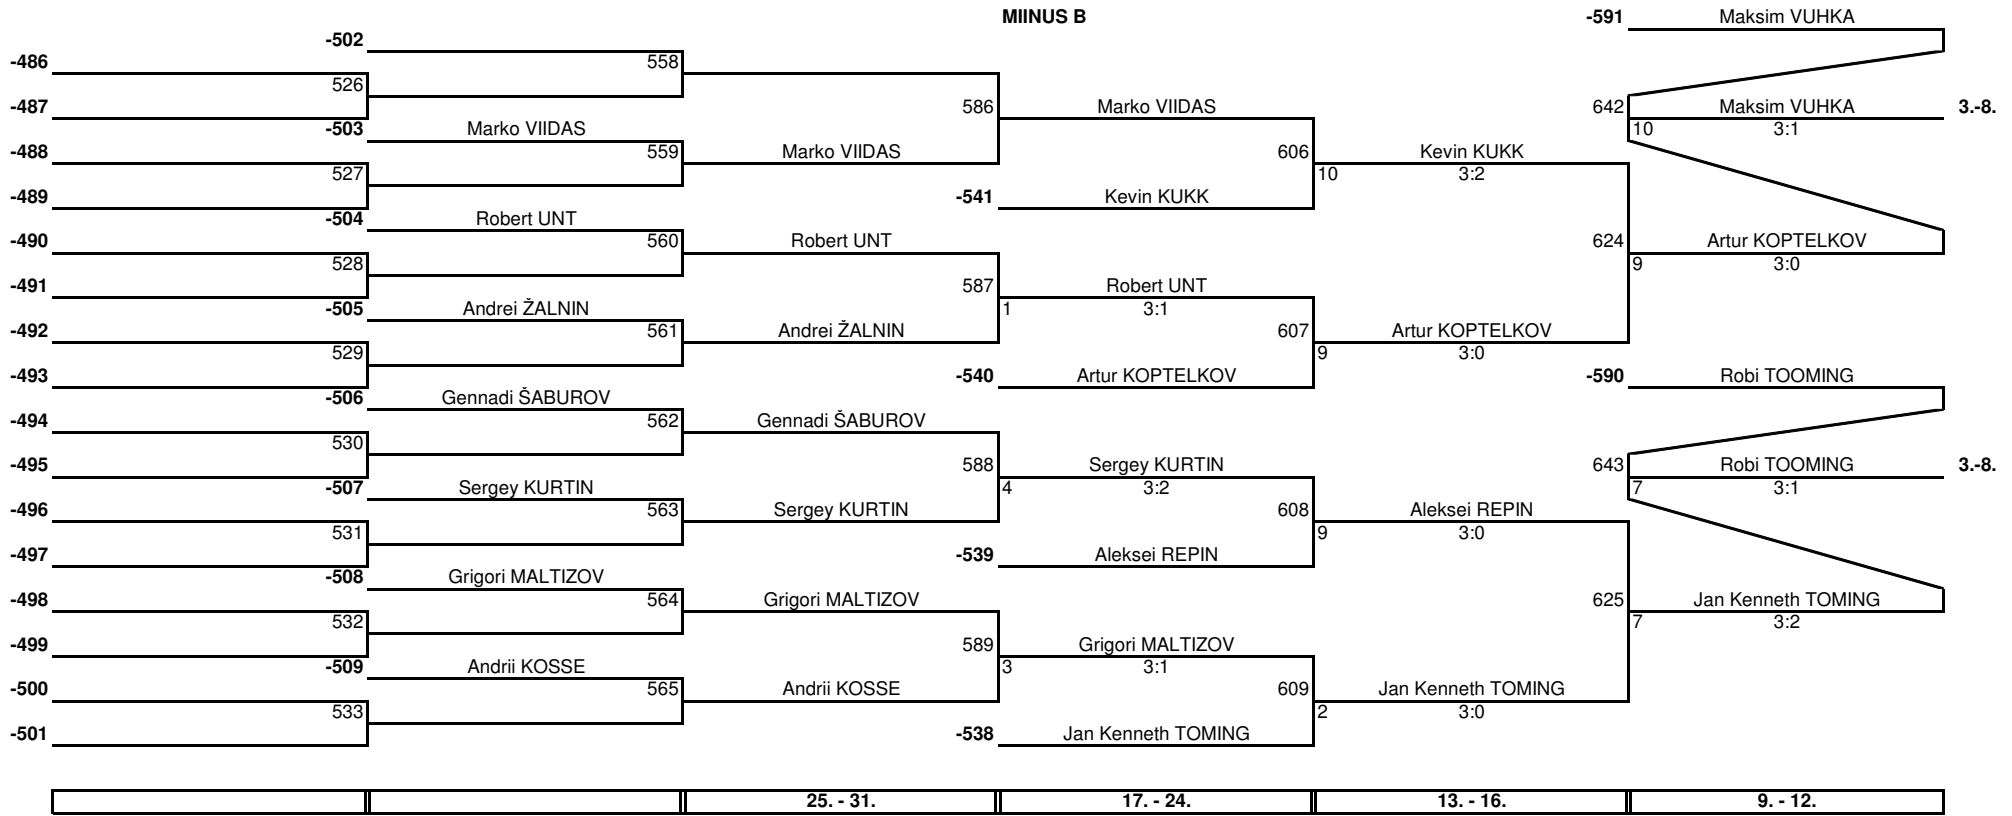 MIINUS B
-591 Maksim VUHKA
-502
-486
558
526
-487
586 Marko VIIDAS
642 Maksim VUHKA 3.-8.
10 3:1
-503 Marko VIIDAS
-488
559 Marko VIIDAS
606 Kevin KUKK
527
10 3:2
-489
-541 Kevin KUKK
-504 Robert UNT
-490
560 Robert UNT
624 Artur KOPTELKOV
528
9 3:0
-491
587 Robert UNT
1 3:1
-505 Andrei ŽALNIN
-492
561 Andrei ŽALNIN
607 Artur KOPTELKOV
529
9 3:0
-493
-540 Artur KOPTELKOV
-590 Robi TOOMING
-506 Gennadi ŠABUROV
-494
562 Gennadi ŠABUROV
530
-495
588 Sergey KURTIN
643 Robi TOOMING 3.-8.
4 3:2
7 3:1
-507 Sergey KURTIN
-496
563 Sergey KURTIN
608 Aleksei REPIN
531
9 3:0
-497
-539 Aleksei REPIN
-508 Grigori MALTIZOV
-498
564 Grigori MALTIZOV
625 Jan Kenneth TOMING
532
7 3:2
-499
589 Grigori MALTIZOV
3 3:1
-509 Andrii KOSSE
-500
565 Andrii KOSSE
609 Jan Kenneth TOMING
533
2 3:0
-501
-538 Jan Kenneth TOMING
25. - 31. 17. - 24. 13. - 16. 9. - 12.